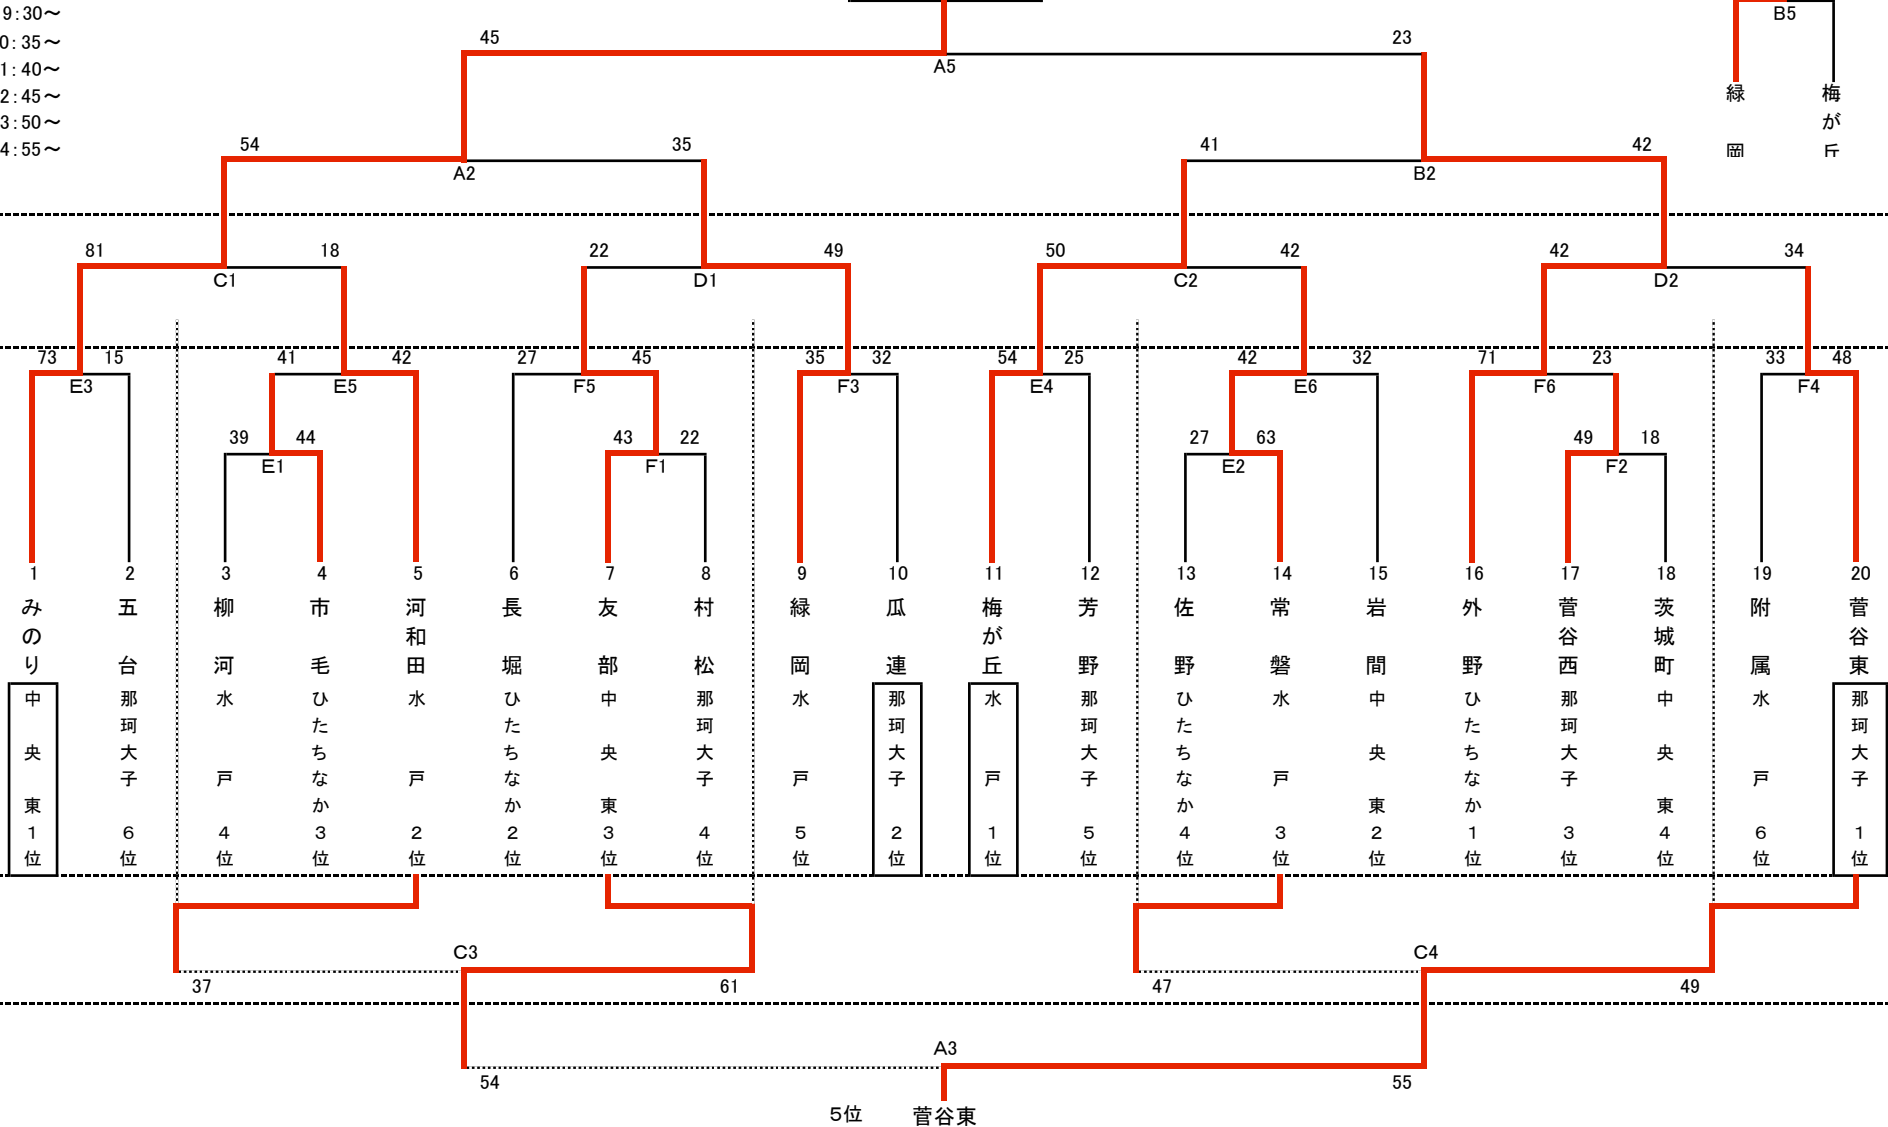 9:30～
0:35～
1:40～
2:45～
3:50～
4:55～
B5
緑岡
梅が丘
45
23
A5
54
35
41
42
A2
B2
81
18
22
49
50
42
42
34
C1
D1
C2
D2
73
15
41
42
27
45
35
32
54
25
42
32
71
23
33
48
E3
E5
F5
F3
E4
E6
F6
F4
39
44
43
22
27
63
49
18
E1
F1
E2
F2
1
2
3
4
5
6
7
8
9
10
11
12
13
14
15
16
17
18
19
20
みのり
五台
柳河
市毛
河和田
長堀
友部
村松
緑岡
瓜連
梅が丘
芳野
佐野
常磐
岩間
外野
菅谷西
茨城町
附属
菅谷東
中央東1位
那珂大子6位
水戸4位
ひたちなか3位
水戸2位
ひたちなか2位
中央東3位
那珂大子4位
水戸5位
那珂大子2位
水戸1位
那珂大子5位
ひたちなか4位
水戸3位
中央東2位
ひたちなか1位
那珂大子3位
中央東4位
水戸6位
那珂大子1位
C3
C4
37
61
47
49
A3
54
55
5位 菅谷東